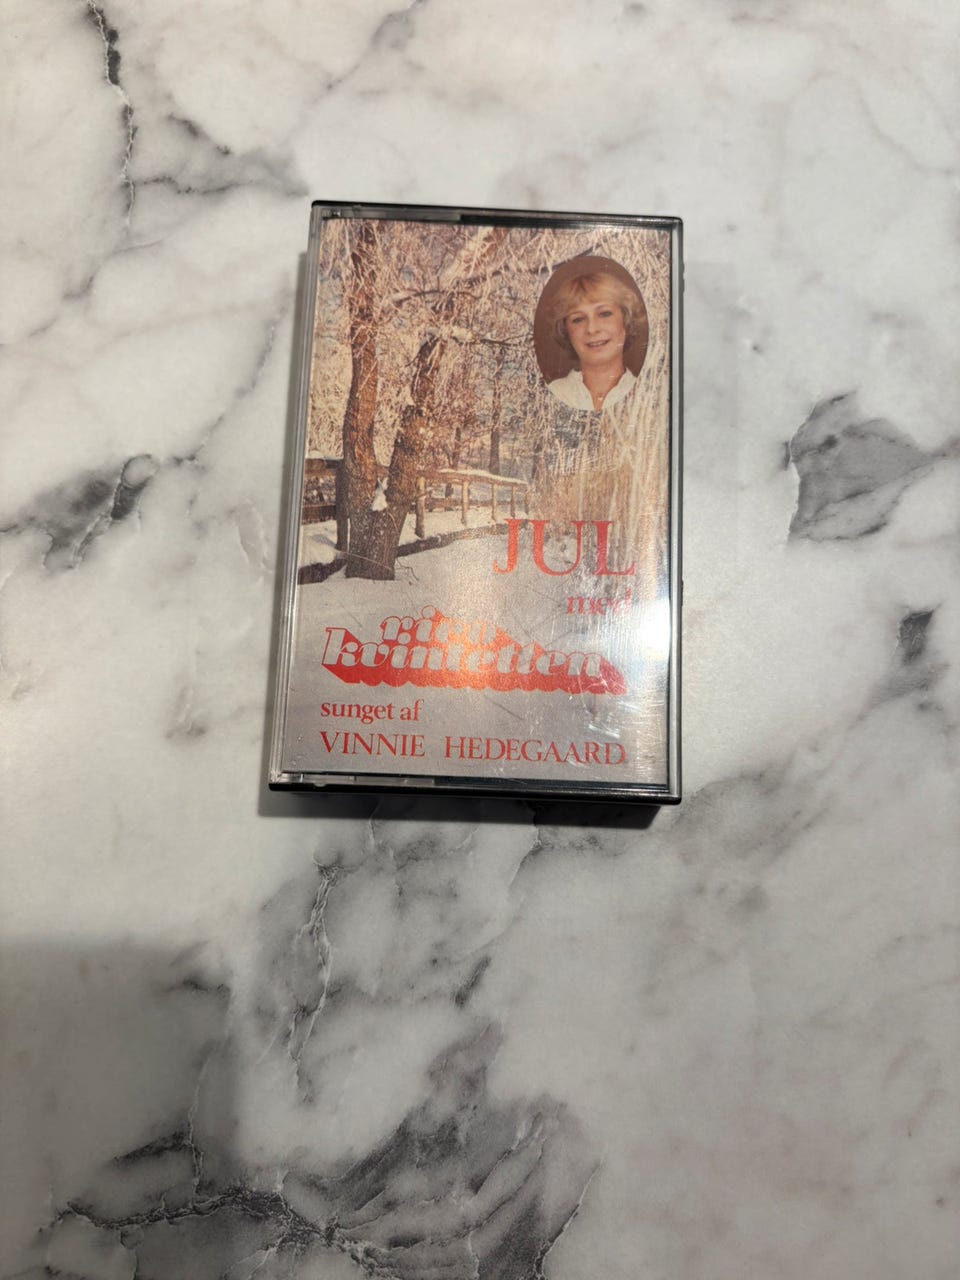 JUL
med
kvintetten
sunget af
VINNIE HEDEGAARD